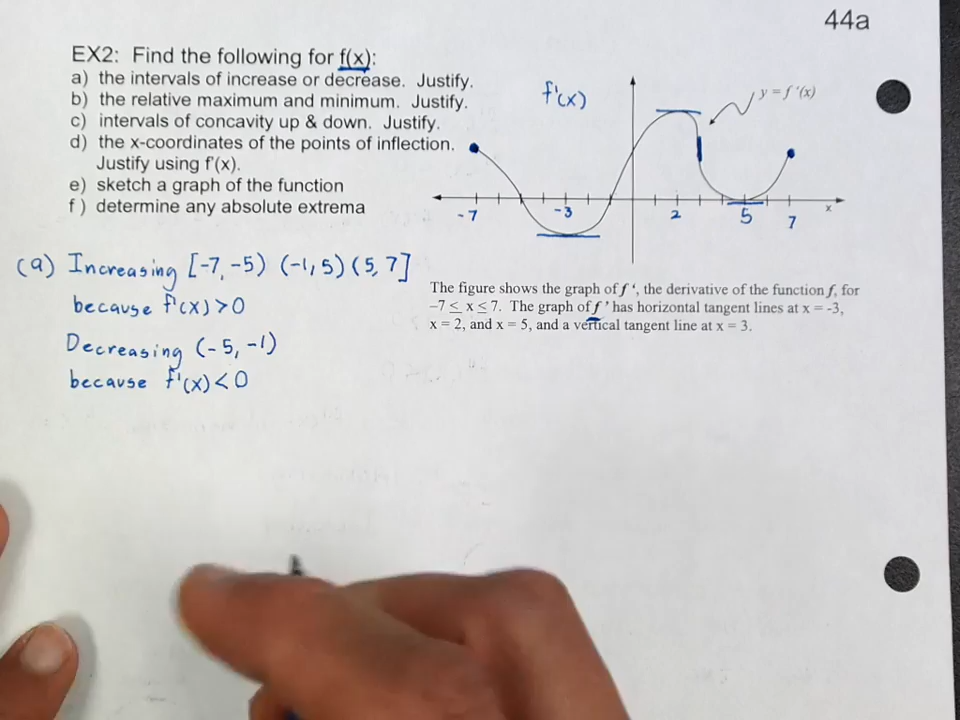 44a
EX2: Find the following for f(x):
a) the intervals of increase or decrease. Justify.
b) the relative maximum and minimum. Justify.
c) intervals of concavity up & down. Justify.
d) the x-coordinates of the points of inflection.
Justify using f'(x).
e) sketch a graph of the function
f ) determine any absolute extrema
f'(x)
y = f '(x)
-7
-3
2
5
7
x
The figure shows the graph of f ', the derivative of the function f, for
-7 ≤ x ≤ 7. The graph of f ' has horizontal tangent lines at x = -3,
x = 2, and x = 5, and a vertical tangent line at x = 3.
(a) Increasing [-7, -5) (-1, 5) (5, 7]
because f'(x) > 0
Decreasing (-5, -1)
because f'(x) < 0